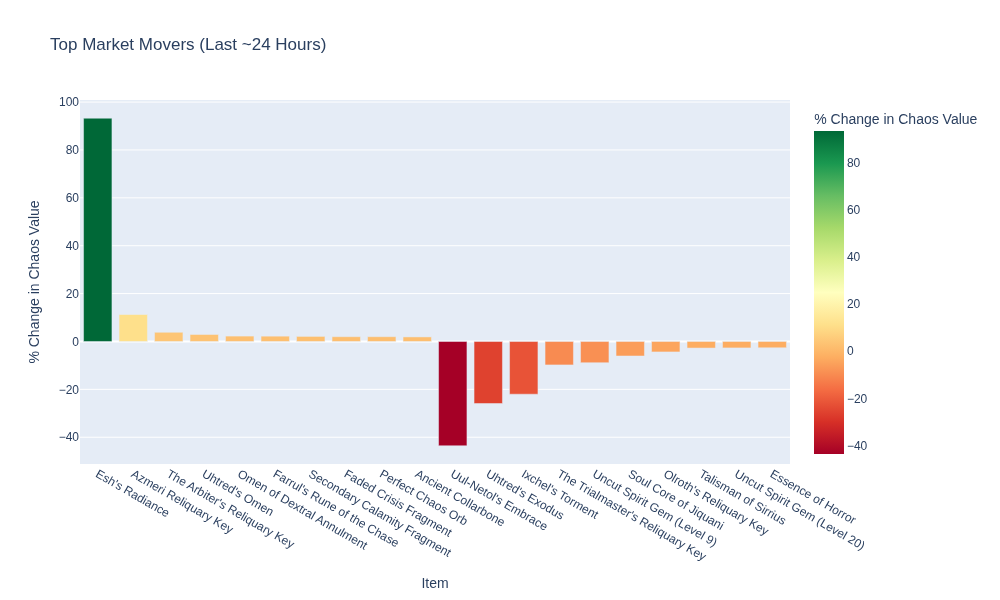 Top Market Movers (Last ~24 Hours)
% Change in Chaos Value
100
80
60
40
20
0
−20
−40
% Change in Chaos Value
80
60
40
20
0
−20
−40
Esh's Radiance
Azmeri Reliquary Key
The Arbiter's Reliquary Key
Uhtred's Omen
Omen of Dextral Annulment
Farrul's Rune of the Chase
Secondary Calamity Fragment
Faded Crisis Fragment
Perfect Chaos Orb
Ancient Collarbone
Uul-Netol's Embrace
Uhtred's Exodus
Ixchel's Torment
The Trialmaster's Reliquary Key
Uncut Spirit Gem (Level 9)
Soul Core of Jiquani
Olroth's Reliquary Key
Talisman of Sirrius
Uncut Spirit Gem (Level 20)
Essence of Horror
Item